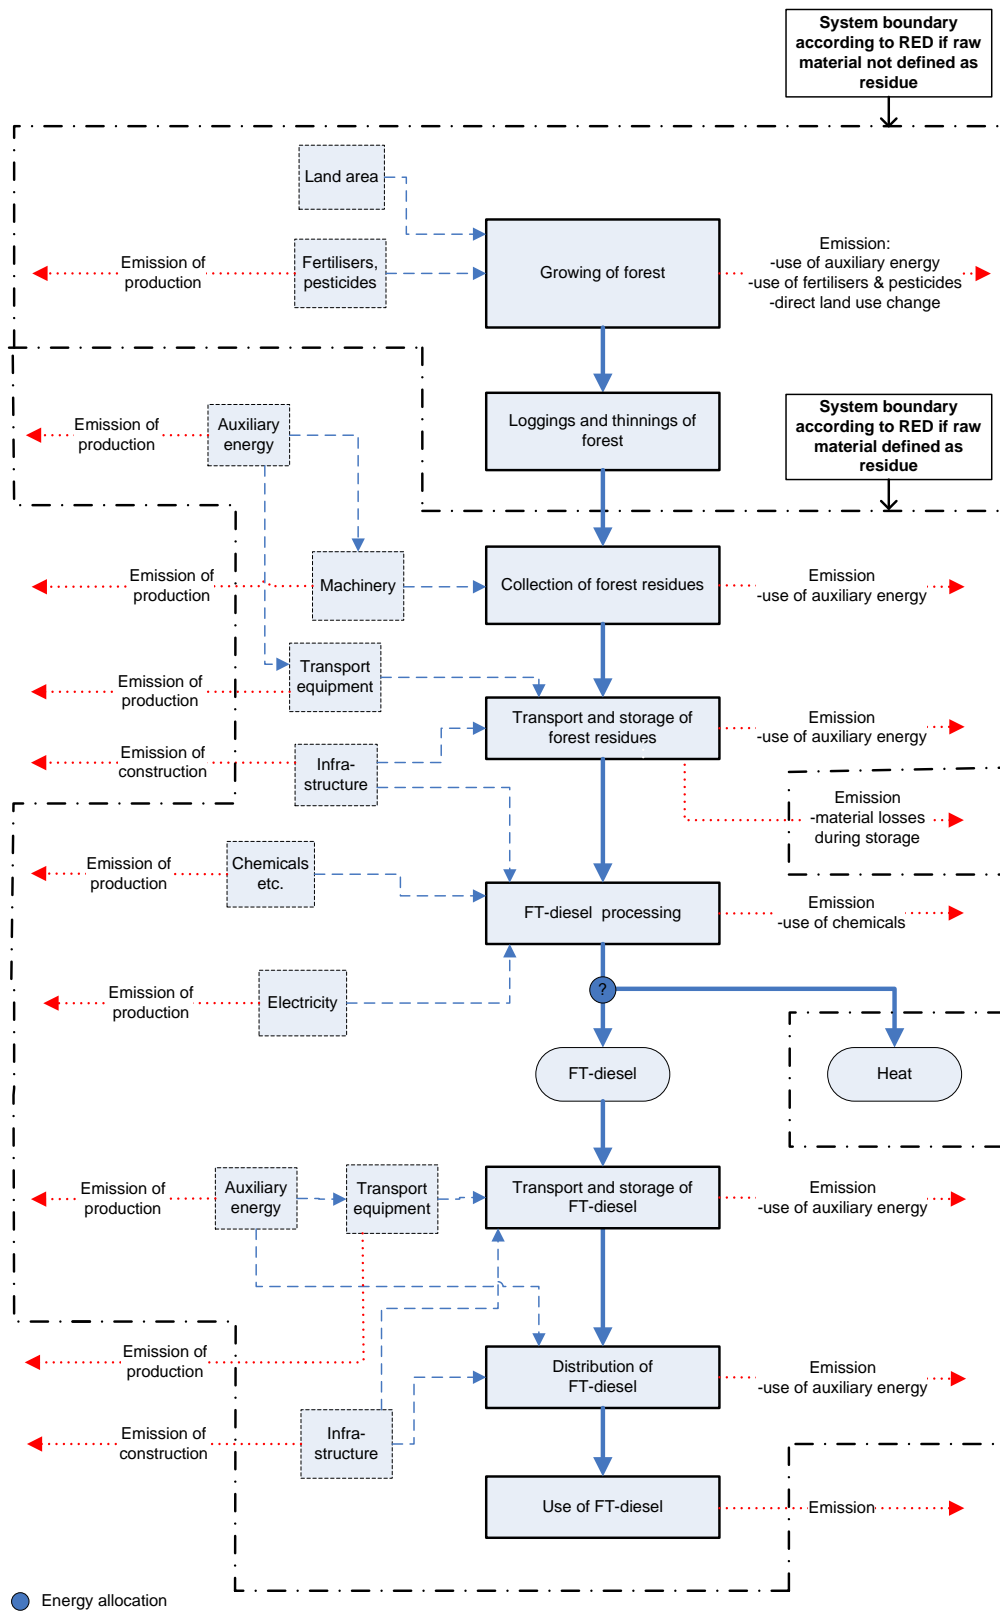 System boundary
according to RED if raw
material not defined as
residue
Land area
Emission of
production
Fertilisers,
pesticides
Growing of forest
Emission:
-use of auxiliary energy
-use of fertilisers & pesticides
-direct land use change
Emission of
production
Auxiliary
energy
Loggings and thinnings of
forest
System boundary
according to RED if raw
material defined as
residue
Emission of
production
Machinery
Collection of forest residues
Emission
-use of auxiliary energy
Emission of
production
Transport
equipment
Transport and storage of
forest residues
Emission
-use of auxiliary energy
Emission of
construction
Infra-
structure
Emission
-material losses
during storage
Emission of
production
Chemicals
etc.
FT-diesel processing
Emission
-use of chemicals
Emission of
production
Electricity
?
FT-diesel
Heat
Emission of
production
Auxiliary
energy
Transport
equipment
Transport and storage of
FT-diesel
Emission
-use of auxiliary energy
Emission of
production
Distribution of
FT-diesel
Emission
-use of auxiliary energy
Emission of
construction
Infra-
structure
Use of FT-diesel
Emission
Energy allocation